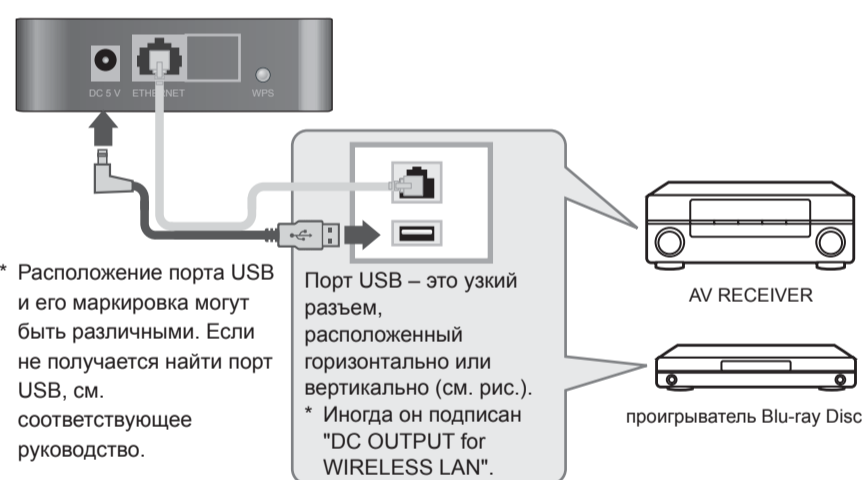 DC 5 V ETHERNET WPS
* Расположение порта USB
и его маркировка могут
быть различными. Если
не получается найти порт
USB, см.
соответствующее
руководство.
Порт USB – это узкий
разъем,
расположенный
горизонтально или
вертикально (см. рис.).
* Иногда он подписан
"DC OUTPUT for
WIRELESS LAN".
AV RECEIVER
проигрыватель Blu-ray Disc